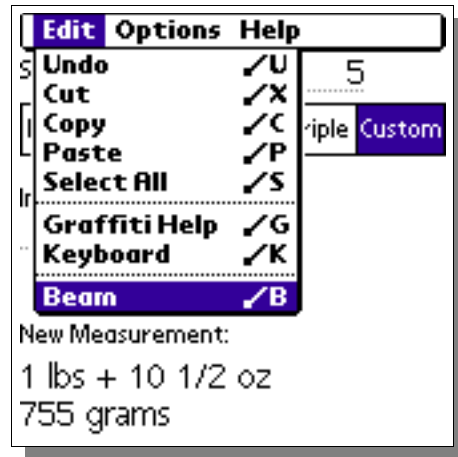 Edit Options Help
Undo /U
5
Cut /X
Copy /C
Custom
Paste /P
Select All /S
Graffiti Help /G
Keyboard /K
Beam /B
New Measurement:
1 lbs + 10 1/2 oz
755 grams